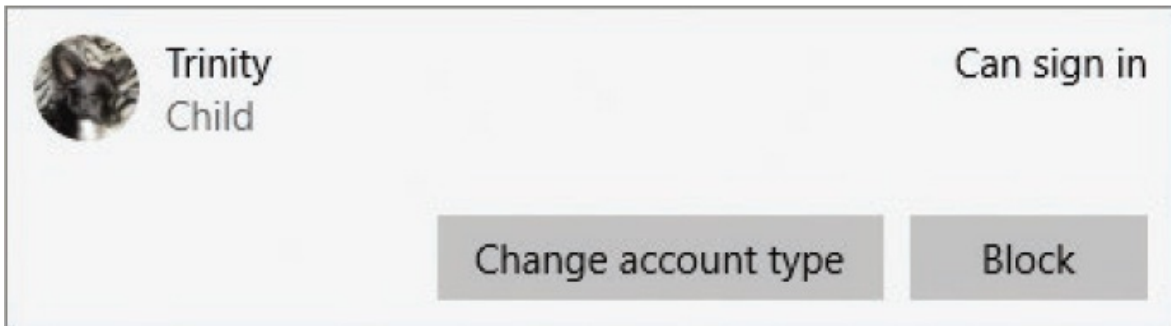 Trinity
Can sign in
Child
Change account type
Block